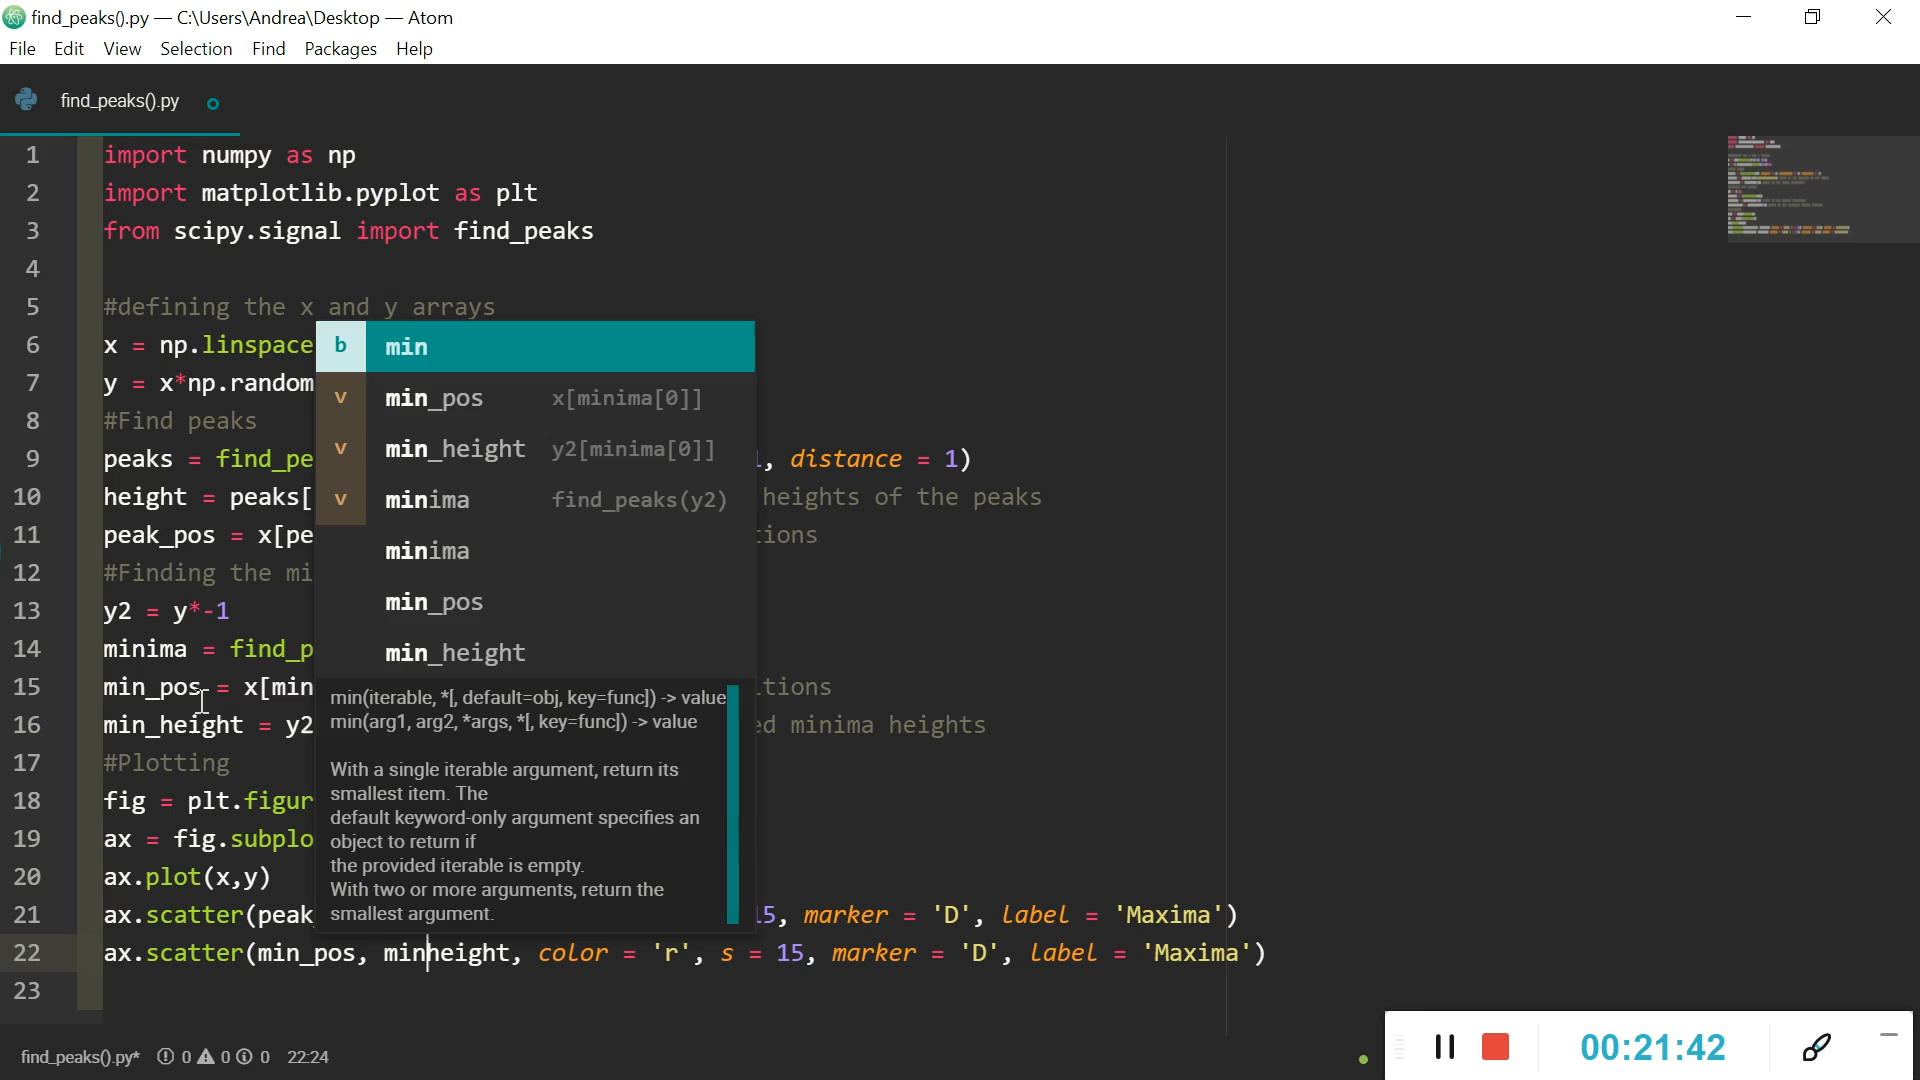 find_peaks().py — C:\Users\Andrea\Desktop — Atom
File Edit View Selection Find Packages Help
find_peaks().py
1 import numpy as np
2 import matplotlib.pyplot as plt
3 from scipy.signal import find_peaks
4
5 #defining the x and y arrays
6 x = np.linspace
7 y = x*np.random
8 #Find peaks
9 peaks = find_pe , distance = 1)
10 height = peaks[ heights of the peaks
11 peak_pos = x[pe tions
12 #Finding the mi
13 y2 = y*-1
14 minima = find_p
15 min_pos = x[min tions
16 min_height = y2 ed minima heights
17 #Plotting
18 fig = plt.figur
19 ax = fig.subplo
20 ax.plot(x,y)
21 ax.scatter(peak 15, marker = 'D', label = 'Maxima')
22 ax.scatter(min_pos, minheight, color = 'r', s = 15, marker = 'D', label = 'Maxima')
23
b min
v min_pos x[minima[0]]
v min_height y2[minima[0]]
v minima find_peaks(y2)
minima
min_pos
min_height
min(iterable, *[, default=obj, key=func]) -> value
min(arg1, arg2, *args, *[, key=func]) -> value
With a single iterable argument, return its
smallest item. The
default keyword-only argument specifies an
object to return if
the provided iterable is empty.
With two or more arguments, return the
smallest argument.
find_peaks().py* 0 0 0 22:24
00:21:42